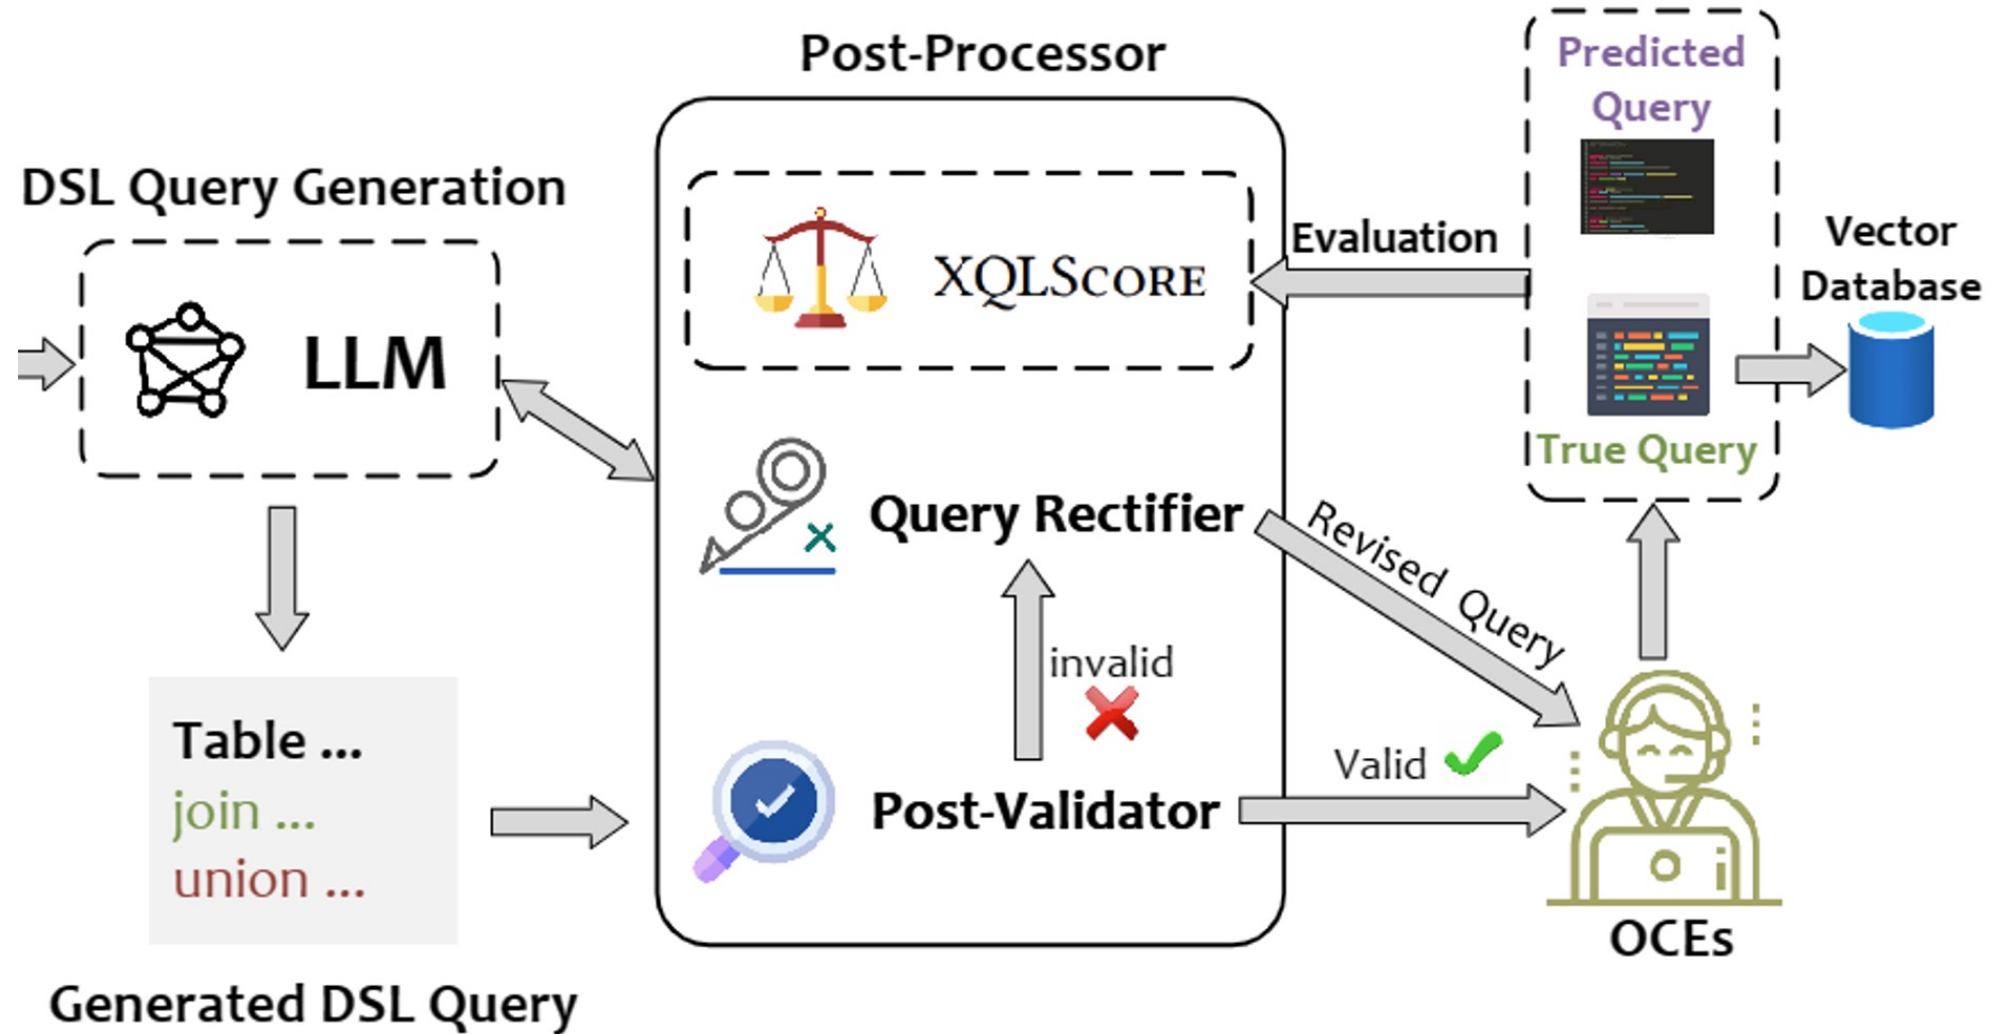 Post-Processor
DSL Query Generation
LLM
Table ...
join ...
union ...
Generated DSL Query
XQLSCORE
Query Rectifier
invalid
Post-Validator
Evaluation
Revised Query
Valid
Predicted
Query
True Query
Vector
Database
OCEs